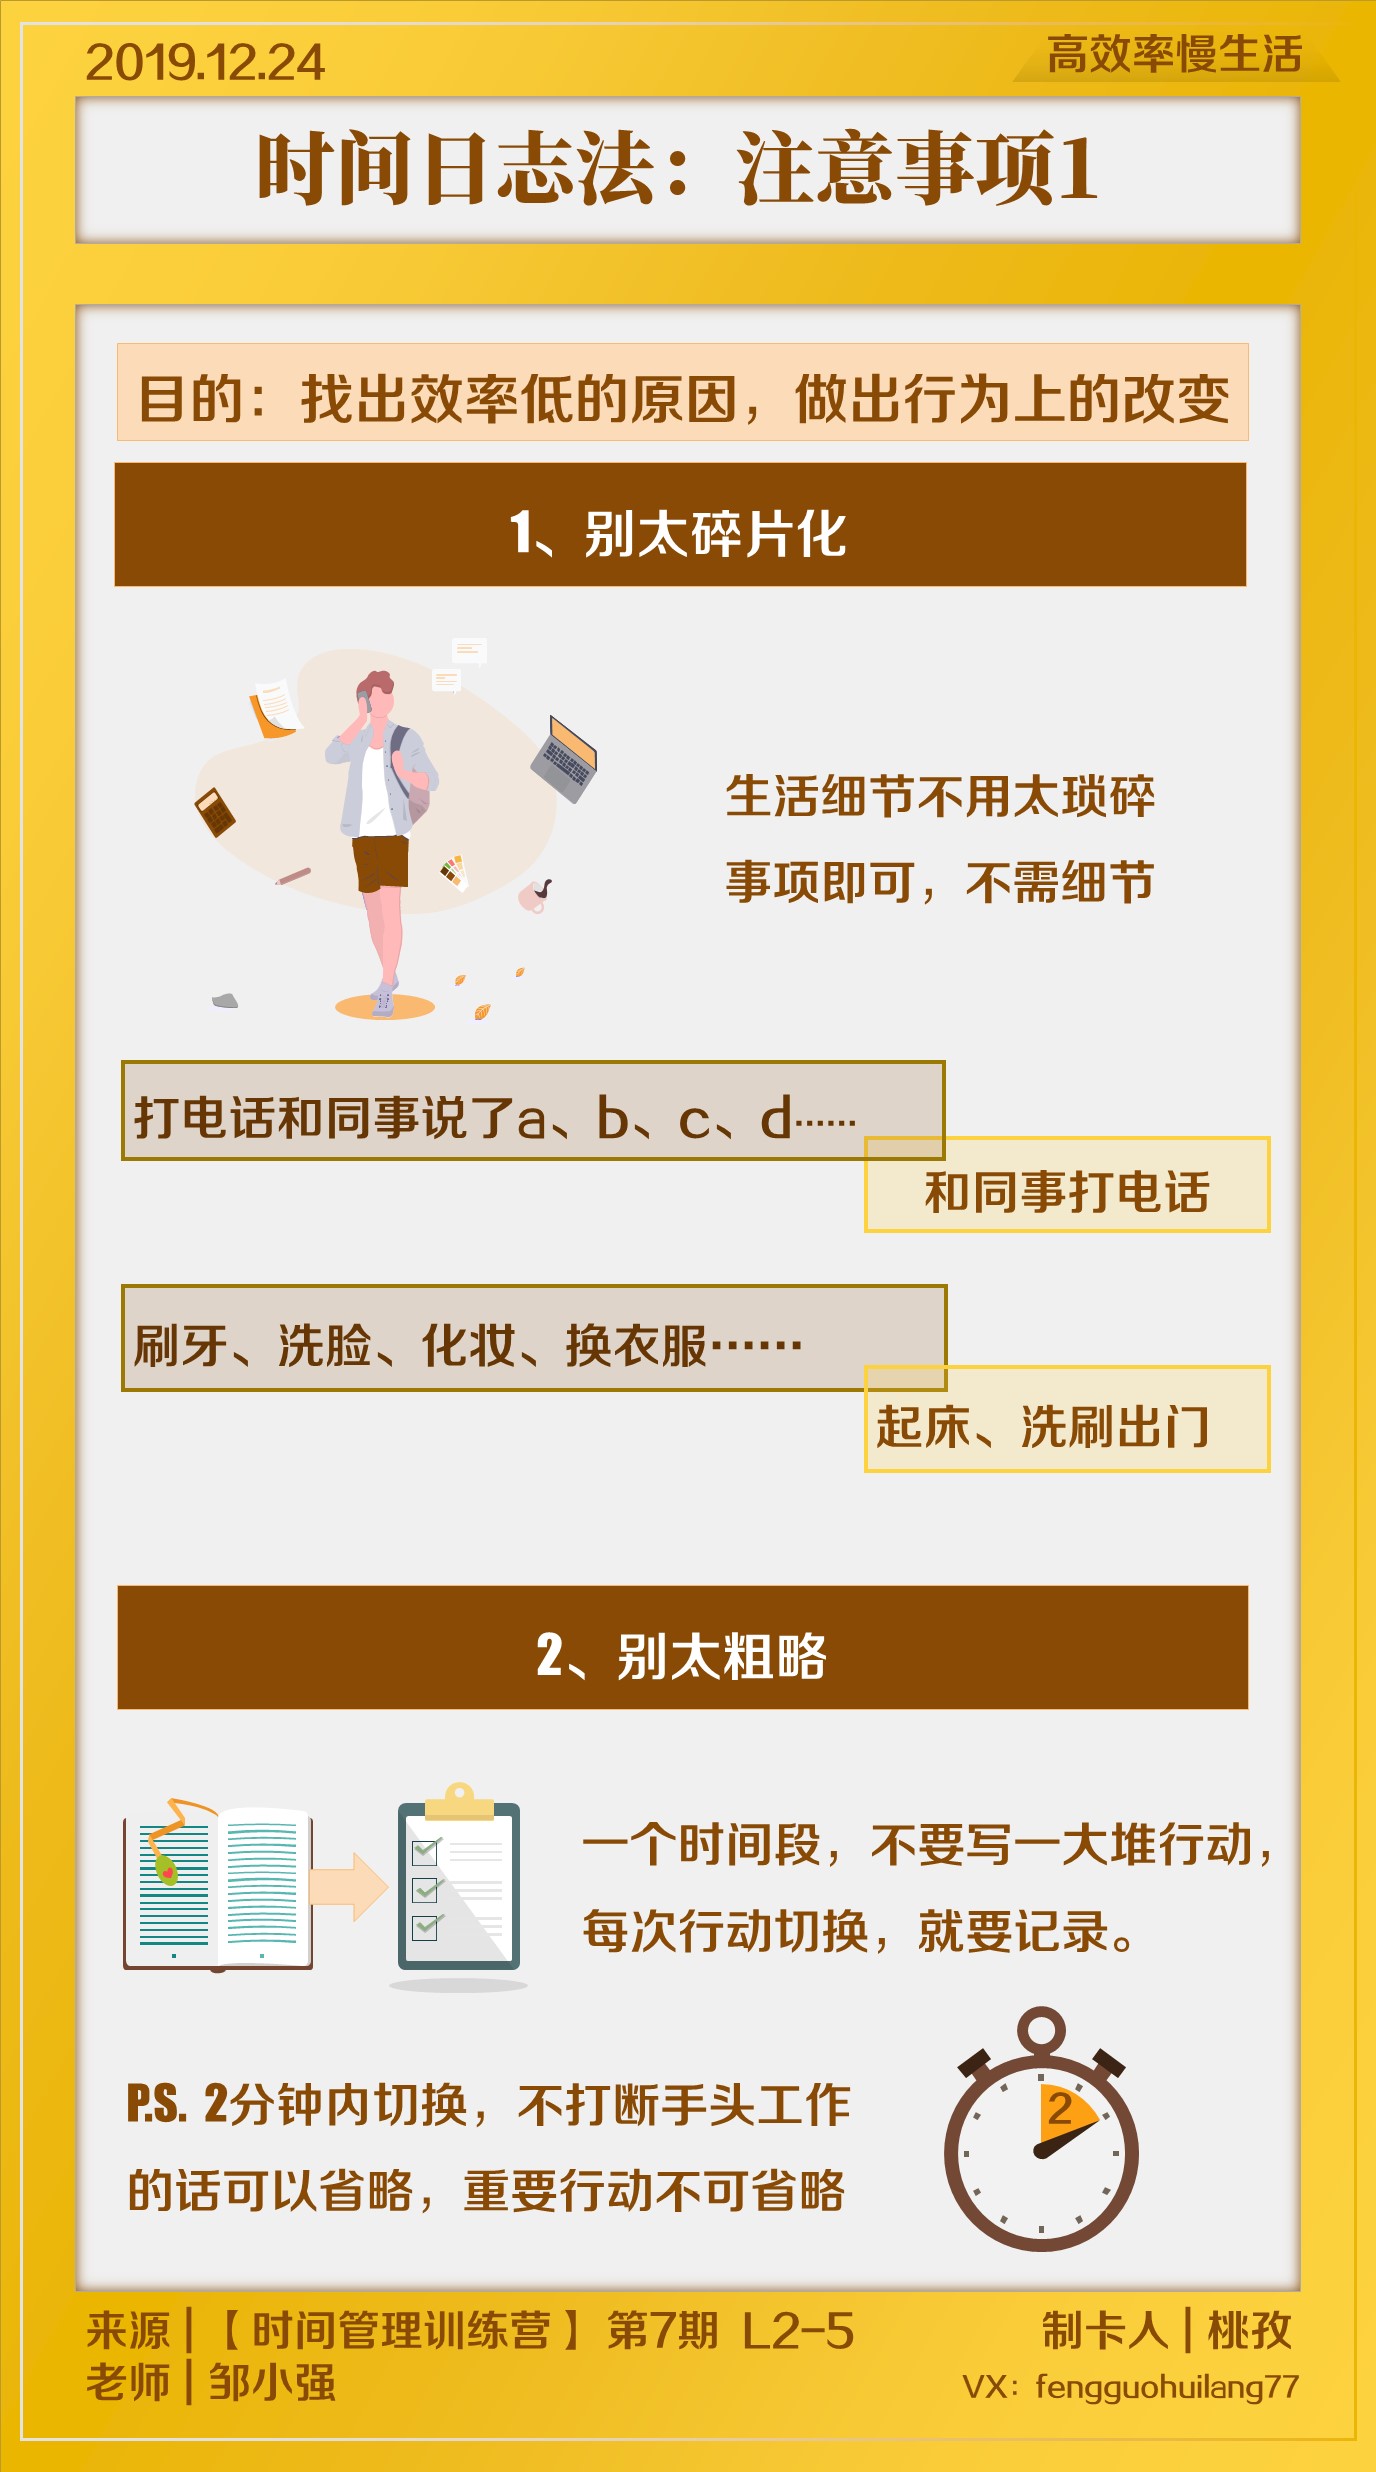 2019.12.24
高效率慢生活
时间日志法：注意事项1
目的：找出效率低的原因，做出行为上的改变
1、别太碎片化
生活细节不用太琐碎
事项即可，不需细节
打电话和同事说了a、b、c、d……
和同事打电话
刷牙、洗脸、化妆、换衣服……
起床、洗刷出门
2、别太粗略
一个时间段，不要写一大堆行动，
每次行动切换，就要记录。
2
P.S. 2分钟内切换，不打断手头工作
的话可以省略，重要行动不可省略
来源|【时间管理训练营】第7期 L2-5
制卡人|桃孜
老师|邹小强
VX：fengguohuilang77